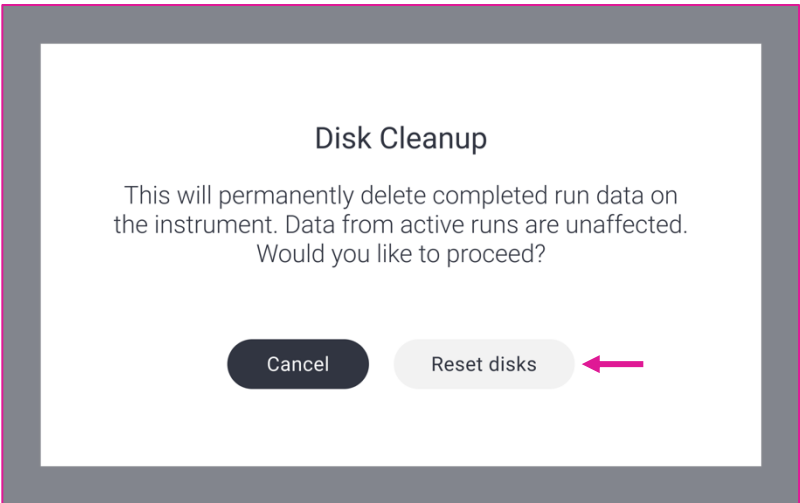 Disk Cleanup
This will permanently delete completed run data on
the instrument. Data from active runs are unaffected.
Would you like to proceed?
Cancel
Reset disks